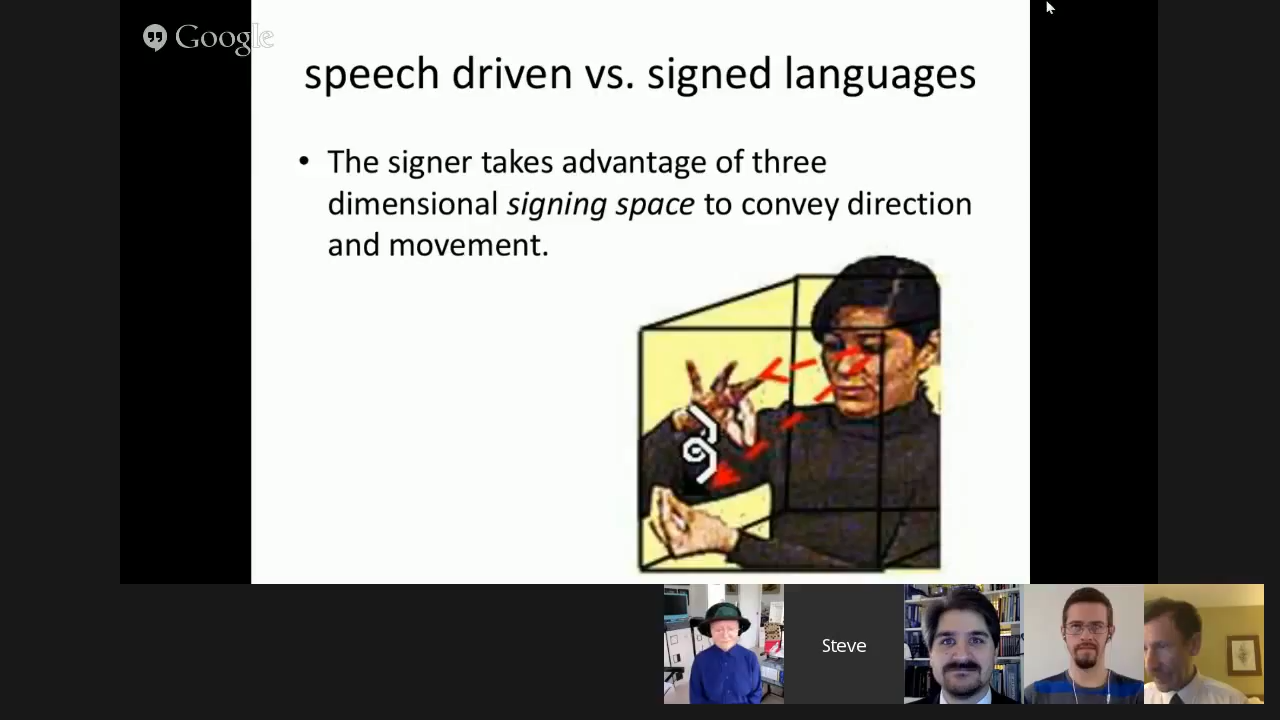 Google
speech driven vs. signed languages
• The signer takes advantage of three
dimensional signing space to convey direction
and movement.
Steve